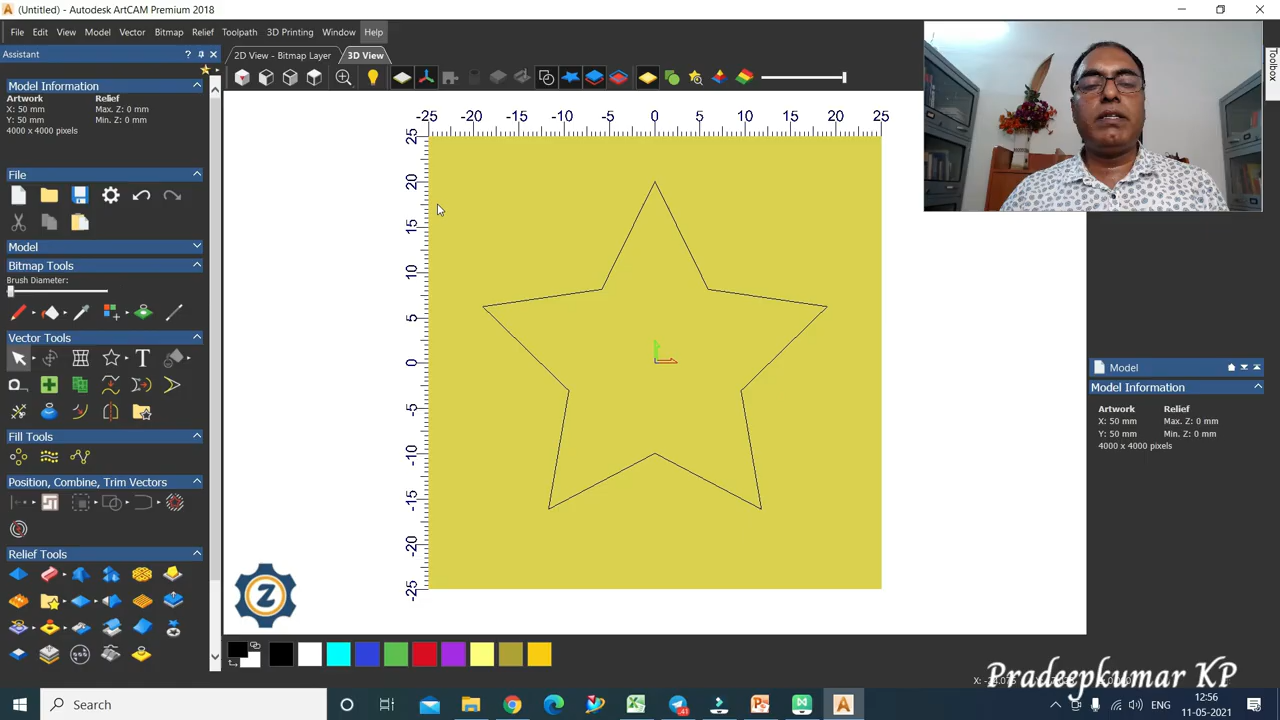 (Untitled) - Autodesk ArtCAM Premium 2018
File Edit View Model Vector Bitmap Relief Toolpath 3D Printing Window Help
Assistant
2D View - Bitmap Layer
3D View
Toolbox
Model Information
Artwork Relief
X: 50 mm Max. Z: 0 mm
Y: 50 mm Min. Z: 0 mm
4000 x 4000 pixels
-25 -20 -15 -10 -5 0 5 10 15 20 25
25
20
15
10
5
0
-5
-10
-15
-20
-25
File
Model
Bitmap Tools
Brush Diameter:
Vector Tools
Fill Tools
Position, Combine, Trim Vectors
Relief Tools
Z
Model
Model Information
Artwork Relief
X: 50 mm Max. Z: 0 mm
Y: 50 mm Min. Z: 0 mm
4000 x 4000 pixels
Pradeepkumar KP
Search
ENG
12:56
11-05-2021